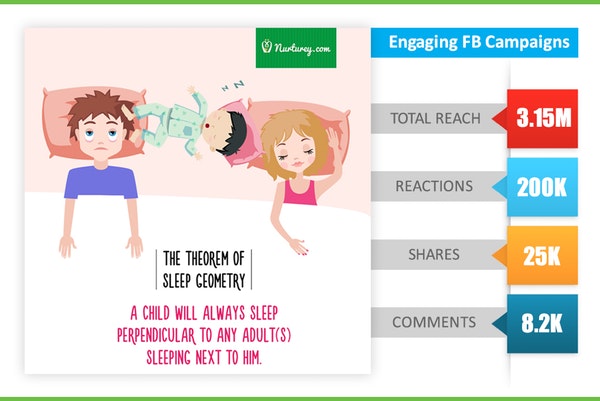 Nurturey.com
Engaging FB Campaigns
z z z
THE THEOREM OF
SLEEP GEOMETRY
A CHILD WILL ALWAYS SLEEP
PERPENDICULAR TO ANY ADULT(S)
SLEEPING NEXT TO HIM.
TOTAL REACH 3.15M
REACTIONS 200K
SHARES 25K
COMMENTS 8.2K